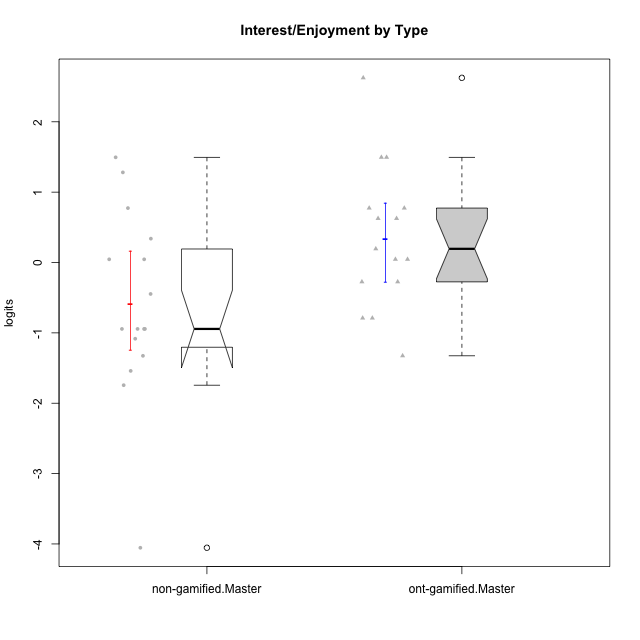 Interest/Enjoyment by Type
logits
2
1
0
-1
-2
-3
-4
non-gamified.Master
ont-gamified.Master